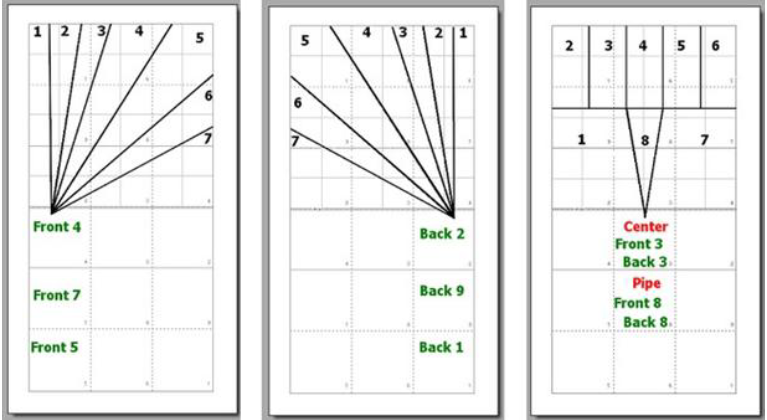 1 2 3 4 5
6
7
Front 4
Front 7
Front 5
5 4 3 2 1
6
7
Back 2
Back 9
Back 1
2 3 4 5 6
1 8 7
Center
Front 3
Back 3
Pipe
Front 8
Back 8